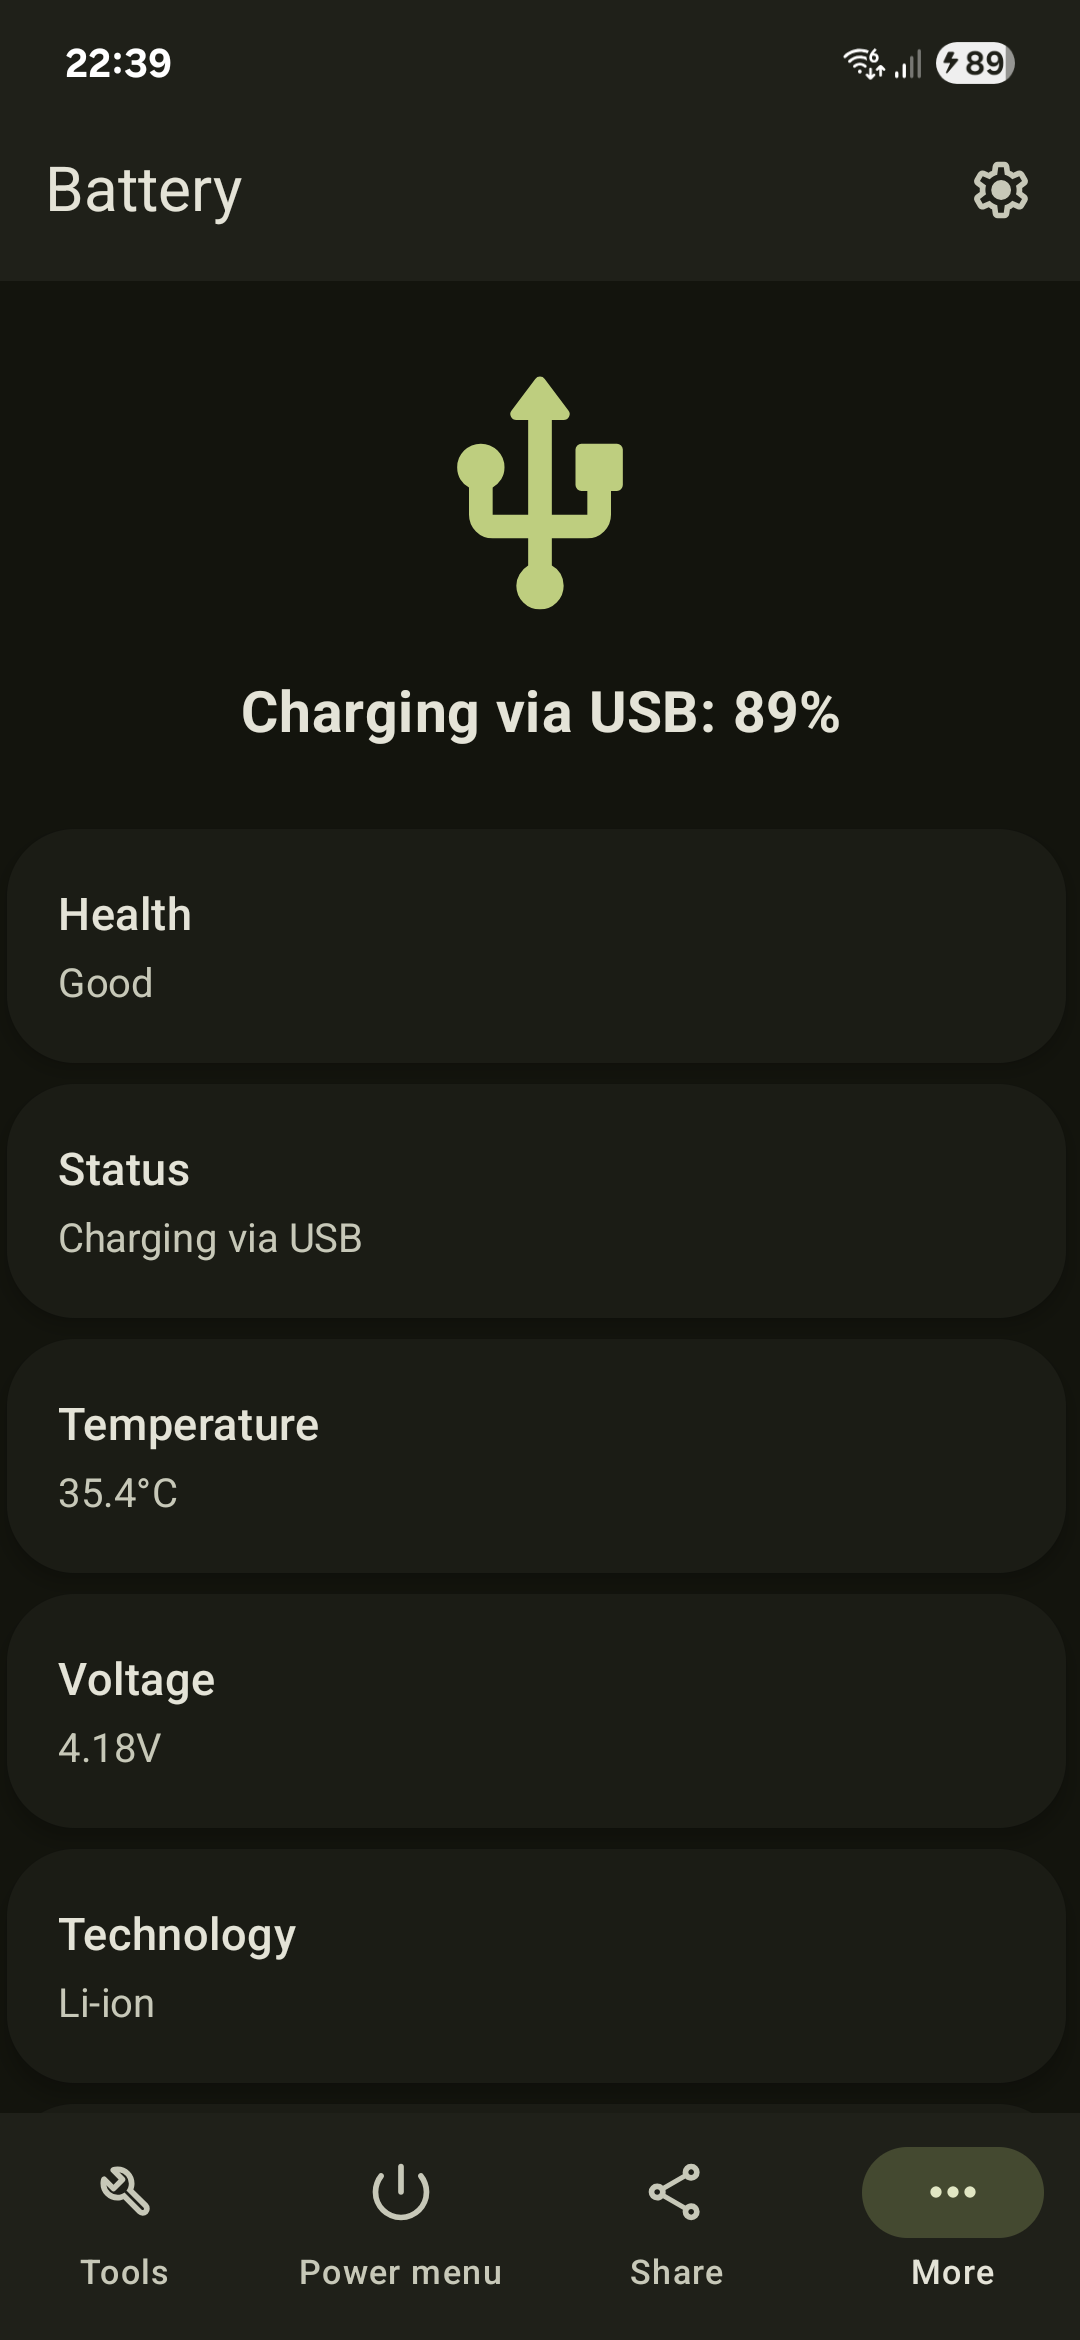 22:39
6
89
Battery
Charging via USB: 89%
Health
Good
Status
Charging via USB
Temperature
35.4°C
Voltage
4.18V
Technology
Li-ion
Tools
Power menu
Share
More